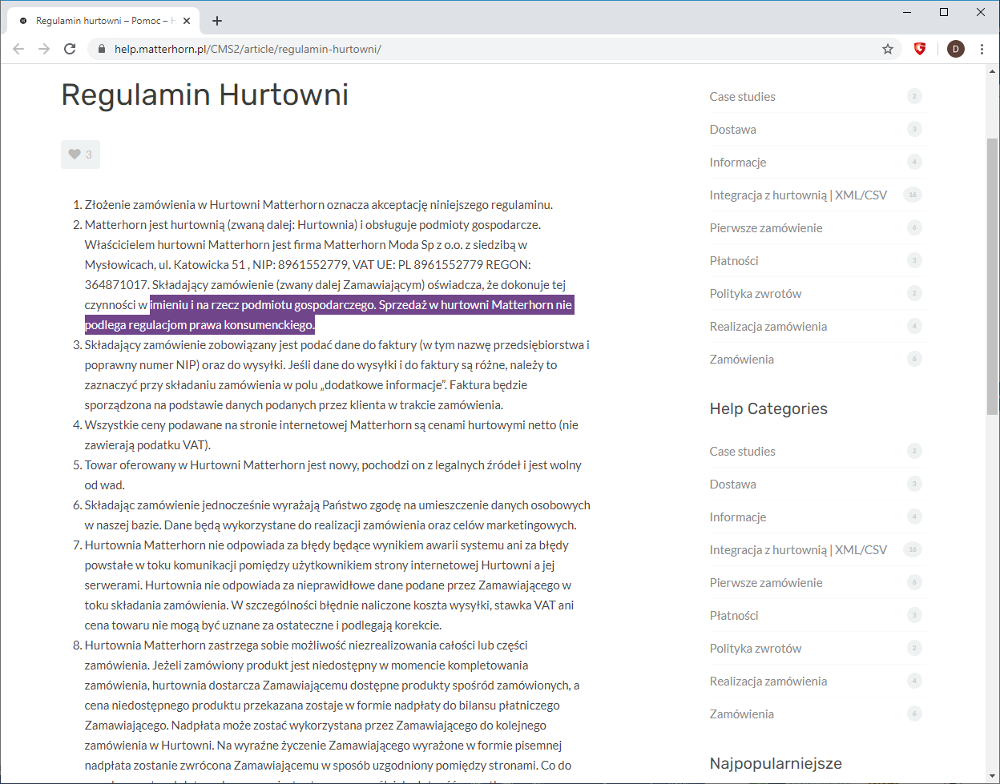 Regulamin hurtowni – Pomoc –
help.matterhorn.pl/CMS2/article/regulamin-hurtowni/
D
Regulamin Hurtowni
3
1. Złożenie zamówienia w Hurtowni Matterhorn oznacza akceptację niniejszego regulaminu.
2. Matterhorn jest hurtownią (zwaną dalej: Hurtownia) i obsługuje podmioty gospodarcze.
Właścicielem hurtowni Matterhorn jest firma Matterhorn Moda Sp z o.o. z siedzibą w
Mysłowicach, ul. Katowicka 51 , NIP: 8961552779, VAT UE: PL 8961552779 REGON:
364871017. Składający zamówienie (zwany dalej Zamawiającym) oświadcza, że dokonuje tej
czynności w imieniu i na rzecz podmiotu gospodarczego. Sprzedaż w hurtowni Matterhorn nie
podlega regulacjom prawa konsumenckiego.
3. Składający zamówienie zobowiązany jest podać dane do faktury (w tym nazwę przedsiębiorstwa i
poprawny numer NIP) oraz do wysyłki. Jeśli dane do wysyłki i do faktury są różne, należy to
zaznaczyć przy składaniu zamówienia w polu „dodatkowe informacje”. Faktura będzie
sporządzona na podstawie danych podanych przez klienta w trakcie zamówienia.
4. Wszystkie ceny podawane na stronie internetowej Matterhorn są cenami hurtowymi netto (nie
zawierają podatku VAT).
5. Towar oferowany w Hurtowni Matterhorn jest nowy, pochodzi on z legalnych źródeł i jest wolny
od wad.
6. Składając zamówienie jednocześnie wyrażają Państwo zgodę na umieszczenie danych osobowych
w naszej bazie. Dane będą wykorzystane do realizacji zamówienia oraz celów marketingowych.
7. Hurtownia Matterhorn nie odpowiada za błędy będące wynikiem awarii systemu ani za błędy
powstałe w toku komunikacji pomiędzy użytkownikiem strony internetowej Hurtowni a jej
serwerami. Hurtownia nie odpowiada za nieprawidłowe dane podane przez Zamawiającego w
toku składania zamówienia. W szczególności błędnie naliczone koszta wysyłki, stawka VAT ani
cena towaru nie mogą być uznane za ostateczne i podlegają korekcie.
8. Hurtownia Matterhorn zastrzega sobie możliwość niezrealizowania całości lub części
zamówienia. Jeżeli zamówiony produkt jest niedostępny w momencie kompletowania
zamówienia, hurtownia dostarcza Zamawiającemu dostępne produkty spośród zamówionych, a
cena niedostępnego produktu przekazana zostaje w formie nadpłaty do bilansu płatniczego
Zamawiającego. Nadpłata może zostać wykorzystana przez Zamawiającego do kolejnego
zamówienia w Hurtowni. Na wyraźne życzenie Zamawiającego wyrażone w formie pisemnej
nadpłata zostanie zwrócona Zamawiającemu w sposób uzgodniony pomiędzy stronami. Co do
Case studies 2
Dostawa 3
Informacje 4
Integracja z hurtownią | XML/CSV 16
Pierwsze zamówienie 6
Płatności 3
Polityka zwrotów 2
Realizacja zamówienia 4
Zamówienia 6
Help Categories
Case studies 2
Dostawa 3
Informacje 4
Integracja z hurtownią | XML/CSV 16
Pierwsze zamówienie 6
Płatności 3
Polityka zwrotów 2
Realizacja zamówienia 4
Zamówienia 6
Najpopularniejsze